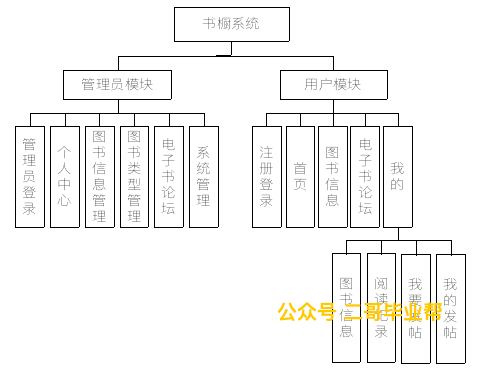 书橱系统
管理员模块
用户模块
管理员登录
个人中心
图书信息管理
图书类型管理
电子书论坛
系统管理
注册登录
首页
图书信息
电子书论坛
我的
图书信息
阅读记录
我要发帖
我的发帖
公众号 二哥毕业帮